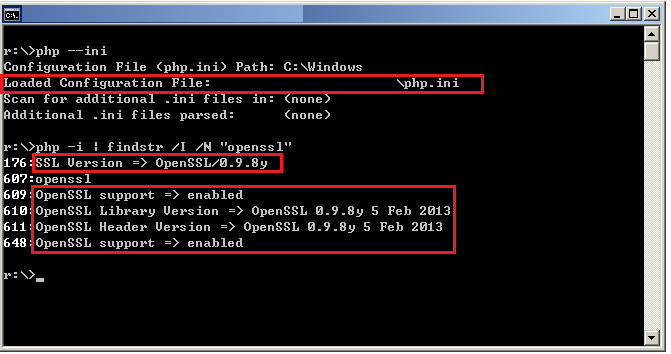 C:\.
r:\>php --ini
Configuration File (php.ini) Path: C:\Windows
Loaded Configuration File: \php.ini
Scan for additional .ini files in: (none)
Additional .ini files parsed: (none)
r:\>php -i | findstr /I /N "openssl"
176:SSL Version => OpenSSL/0.9.8y
607:openssl
609:OpenSSL support => enabled
610:OpenSSL Library Version => OpenSSL 0.9.8y 5 Feb 2013
611:OpenSSL Header Version => OpenSSL 0.9.8y 5 Feb 2013
648:OpenSSL support => enabled
r:\>_